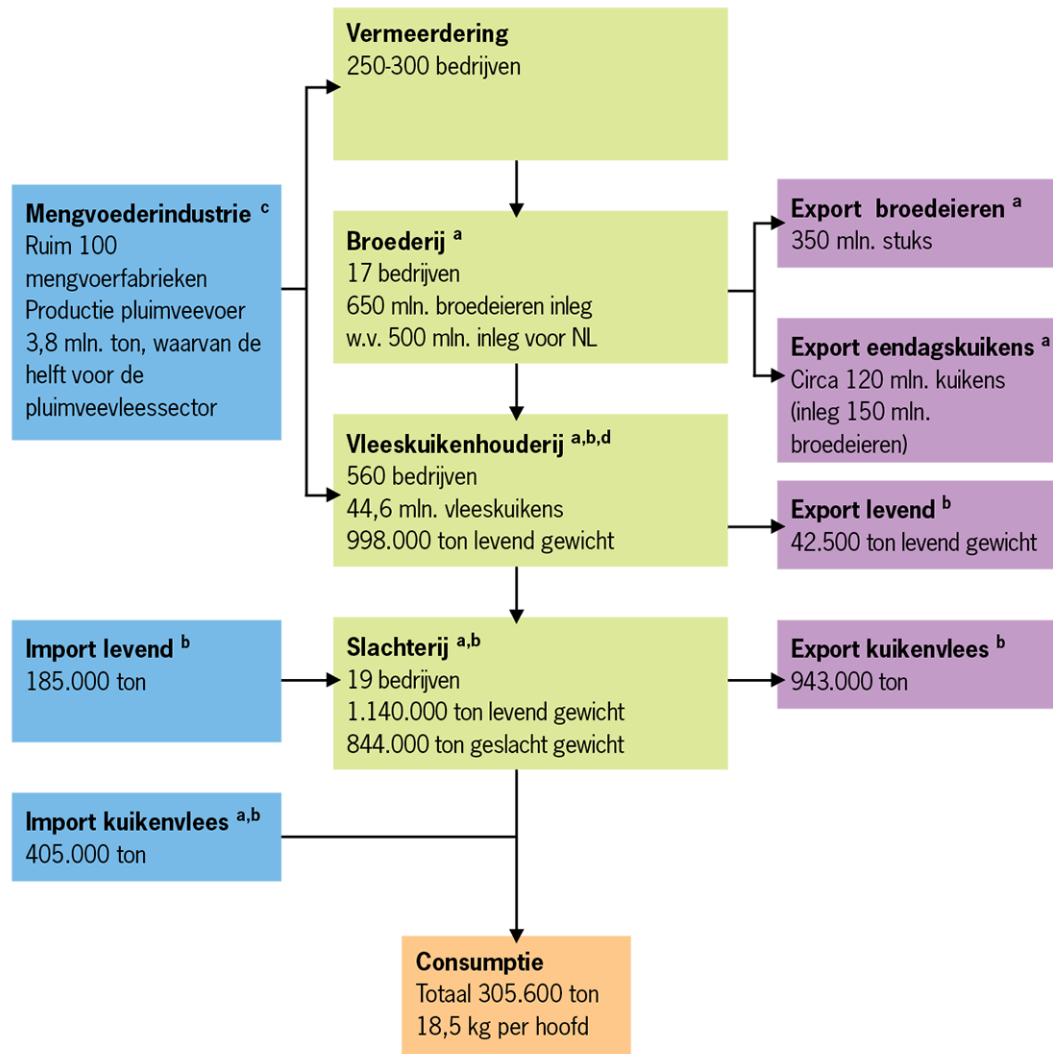 Vermeerdering
250-300 bedrijven
Mengvoederindustrie c
Ruim 100
mengvoerfabrieken
Productie pluimveevoer
3,8 mln. ton, waarvan de
helft voor de
pluimveevleessector
Broederij a
17 bedrijven
650 mln. broedeieren inleg
w.v. 500 mln. inleg voor NL
Export broedeieren a
350 mln. stuks
Export eendagskuikens a
Circa 120 mln. kuikens
(inleg 150 mln.
broedeieren)
Vleeskuikenhouderij a,b,d
560 bedrijven
44,6 mln. vleeskuikens
998.000 ton levend gewicht
Export levend b
42.500 ton levend gewicht
Import levend b
185.000 ton
Slachterij a,b
19 bedrijven
1.140.000 ton levend gewicht
844.000 ton geslacht gewicht
Export kuikenvlees b
943.000 ton
Import kuikenvlees a,b
405.000 ton
Consumptie
Totaal 305.600 ton
18,5 kg per hoofd